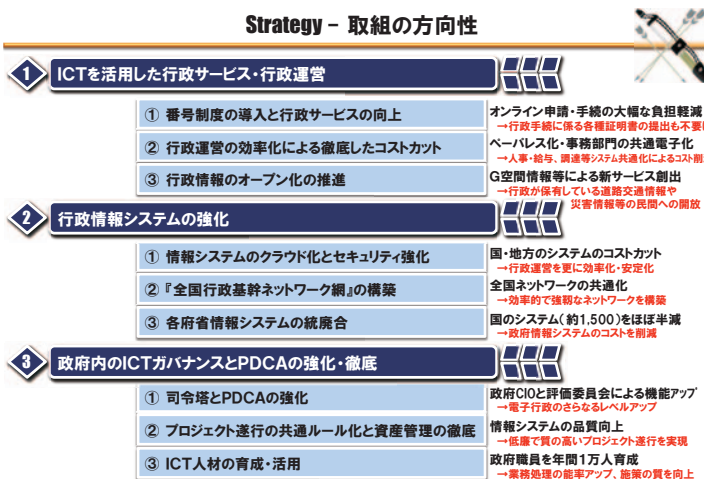 Strategy – 取組の方向性
1 ICTを活用した行政サービス・行政運営
① 番号制度の導入と行政サービスの向上
オンライン申請・手続の大幅な負担軽減
→行政手続に係る各種証明書の提出も不要
② 行政運営の効率化による徹底したコストカット
ペーパレス化・事務部門の共通電子化
→人事・給与、調達等システム共通化によるコスト削
③ 行政情報のオープン化の推進
G空間情報等による新サービス創出
→行政が保有している道路交通情報や
災害情報等の民間への開放
2 行政情報システムの強化
① 情報システムのクラウド化とセキュリティ強化
国・地方のシステムのコストカット
→行政運営を更に効率化・安定化
② 『全国行政基幹ネットワーク網』の構築
全国ネットワークの共通化
→効率的で強靱なネットワークを構築
③ 各府省情報システムの統廃合
国のシステム(約1,500)をほぼ半減
→政府情報システムのコストを削減
3 政府内のICTガバナンスとPDCAの強化・徹底
① 司令塔とPDCAの強化
政府CIOと評価委員会による機能アップ
→電子行政のさらなるレベルアップ
② プロジェクト遂行の共通ルール化と資産管理の徹底
情報システムの品質向上
→低廉で質の高いプロジェクト遂行を実現
③ ICT人材の育成・活用
政府職員を年間1万人育成
→業務処理の能率アップ、施策の質を向上